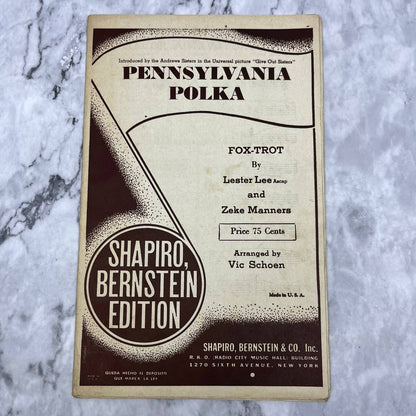 Introduced by the Andrews Sisters in the Universal picture "Give Out Sisters"
PENNSYLVANIA
POLKA
FOX-TROT
By
Lester Lee Ascap
and
Zeke Manners
Price 75 Cents
Arranged by
Vic Schoen
Made in U. S. A.
SHAPIRO,
BERNSTEIN
EDITION
SHAPIRO, BERNSTEIN & CO. Inc.
R. K. O. (RADIO CITY MUSIC HALL) BUILDING
1270 SIXTH AVENUE, NEW YORK
QUEDA HECHO EL DEPOSITO
QUE MARCA LA LEY